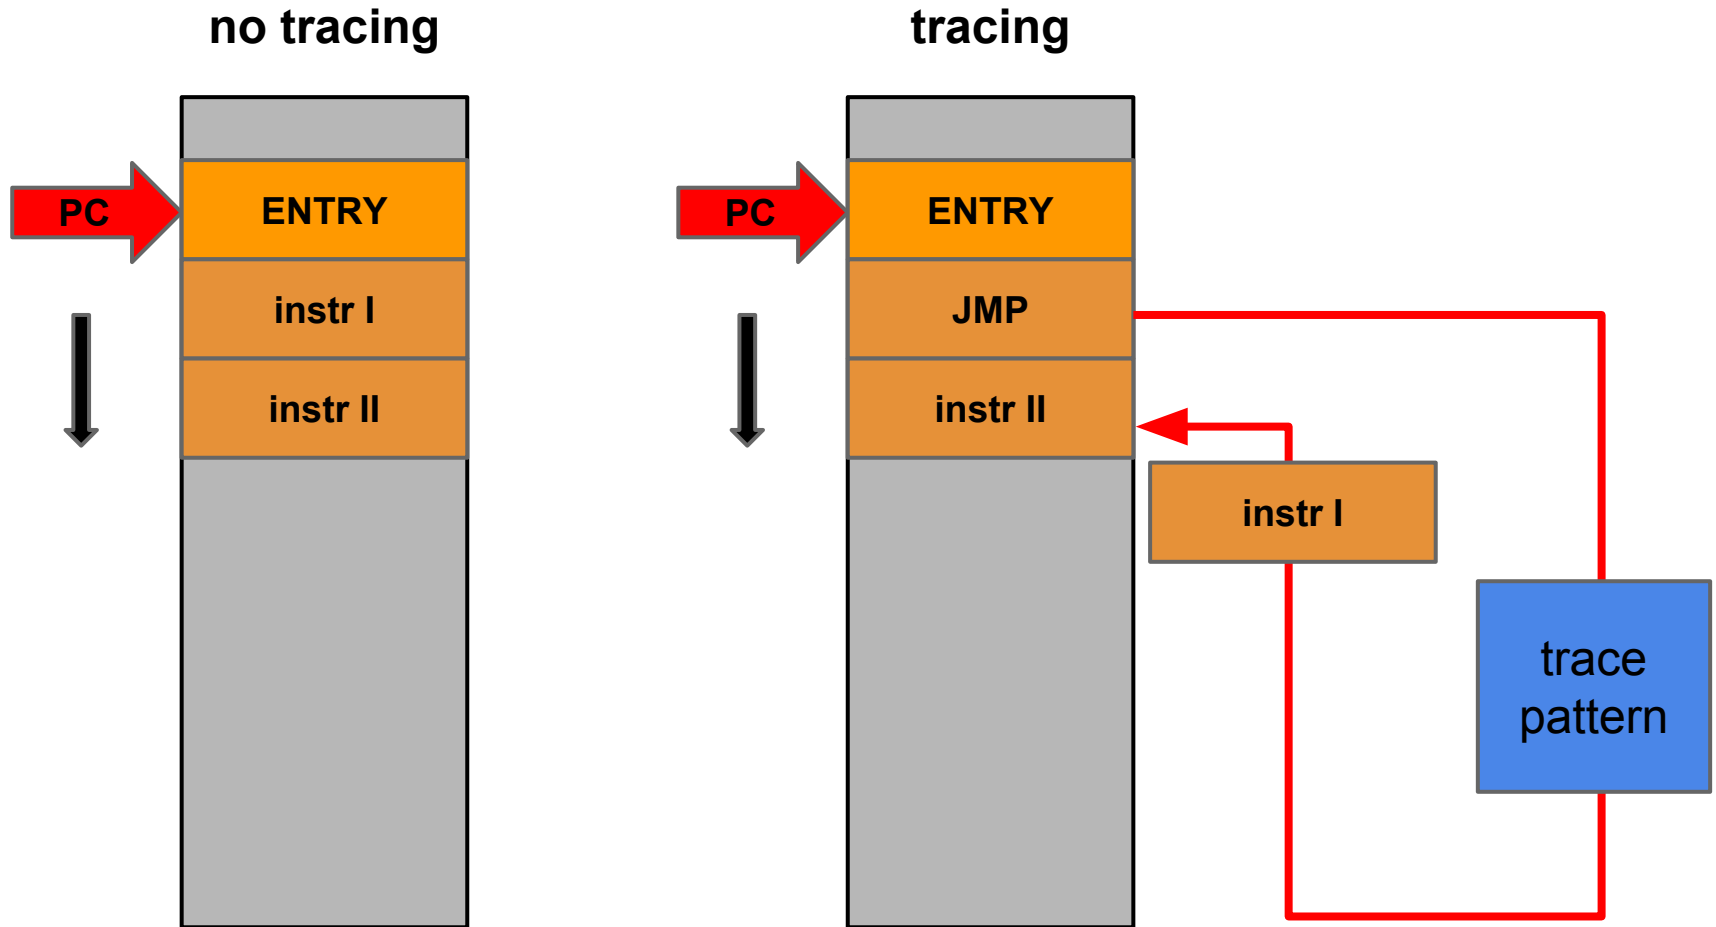 no tracing
tracing
PC
ENTRY
instr I
instr II
PC
ENTRY
JMP
instr II
instr I
trace
pattern